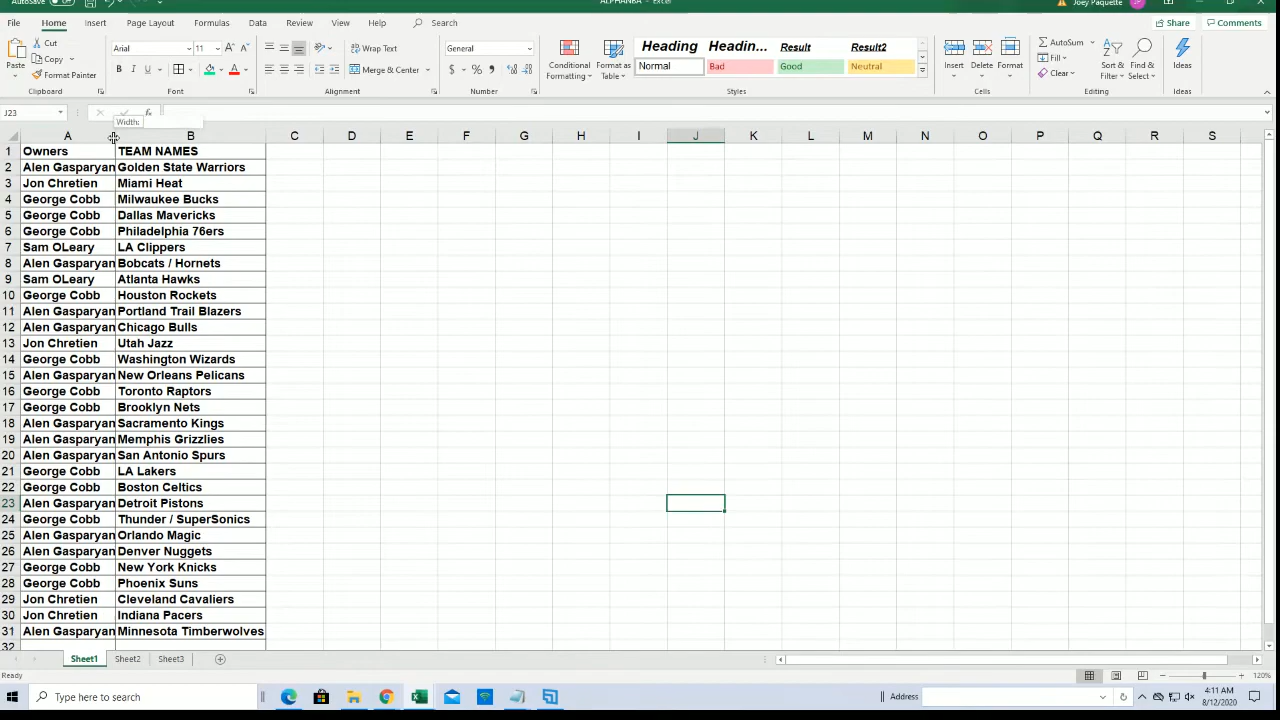 AutoSave Off
ALPHANBA - Excel
Joey Paquette
File Home Insert Page Layout Formulas Data Review View Help Search Share Comments
Paste Cut Copy Format Painter Clipboard
Arial 11 B I U A Font
Wrap Text Merge & Center Alignment
General $ % Number
Conditional Formatting Format as Table
Heading Headin... Result Result2
Normal Bad Good Neutral
Styles
Insert Delete Format Cells
AutoSum Fill Clear Sort & Filter Find & Select Editing
Ideas Ideas
J23 fx
Width:
A B C D E F G H I J K L M N O P Q R S
1 Owners TEAM NAMES
2 Alen Gasparyan Golden State Warriors
3 Jon Chretien Miami Heat
4 George Cobb Milwaukee Bucks
5 George Cobb Dallas Mavericks
6 George Cobb Philadelphia 76ers
7 Sam OLeary LA Clippers
8 Alen Gasparyan Bobcats / Hornets
9 Sam OLeary Atlanta Hawks
10 George Cobb Houston Rockets
11 Alen Gasparyan Portland Trail Blazers
12 Alen Gasparyan Chicago Bulls
13 Jon Chretien Utah Jazz
14 George Cobb Washington Wizards
15 Alen Gasparyan New Orleans Pelicans
16 George Cobb Toronto Raptors
17 George Cobb Brooklyn Nets
18 Alen Gasparyan Sacramento Kings
19 Alen Gasparyan Memphis Grizzlies
20 Alen Gasparyan San Antonio Spurs
21 George Cobb LA Lakers
22 George Cobb Boston Celtics
23 Alen Gasparyan Detroit Pistons
24 George Cobb Thunder / SuperSonics
25 Alen Gasparyan Orlando Magic
26 Alen Gasparyan Denver Nuggets
27 George Cobb New York Knicks
28 George Cobb Phoenix Suns
29 Jon Chretien Cleveland Cavaliers
30 Jon Chretien Indiana Pacers
31 Alen Gasparyan Minnesota Timberwolves
32
Sheet1 Sheet2 Sheet3
Ready 120%
Type here to search Address 4:11 AM
8/12/2020